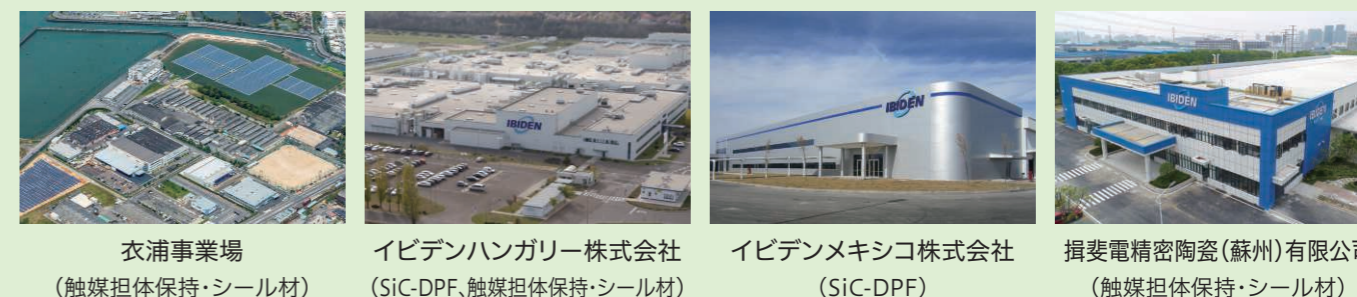 IBIDEN
IBIDEN
IBIDEN
IBIDEN
衣浦事業場
(触媒担体保持・シール材)
イビデンハンガリー株式会社
(SiC-DPF、触媒担体保持・シール材)
イビデンメキシコ株式会社
(SiC-DPF)
揖斐電精密陶瓷(蘇州)有限公司
(触媒担体保持・シール材)